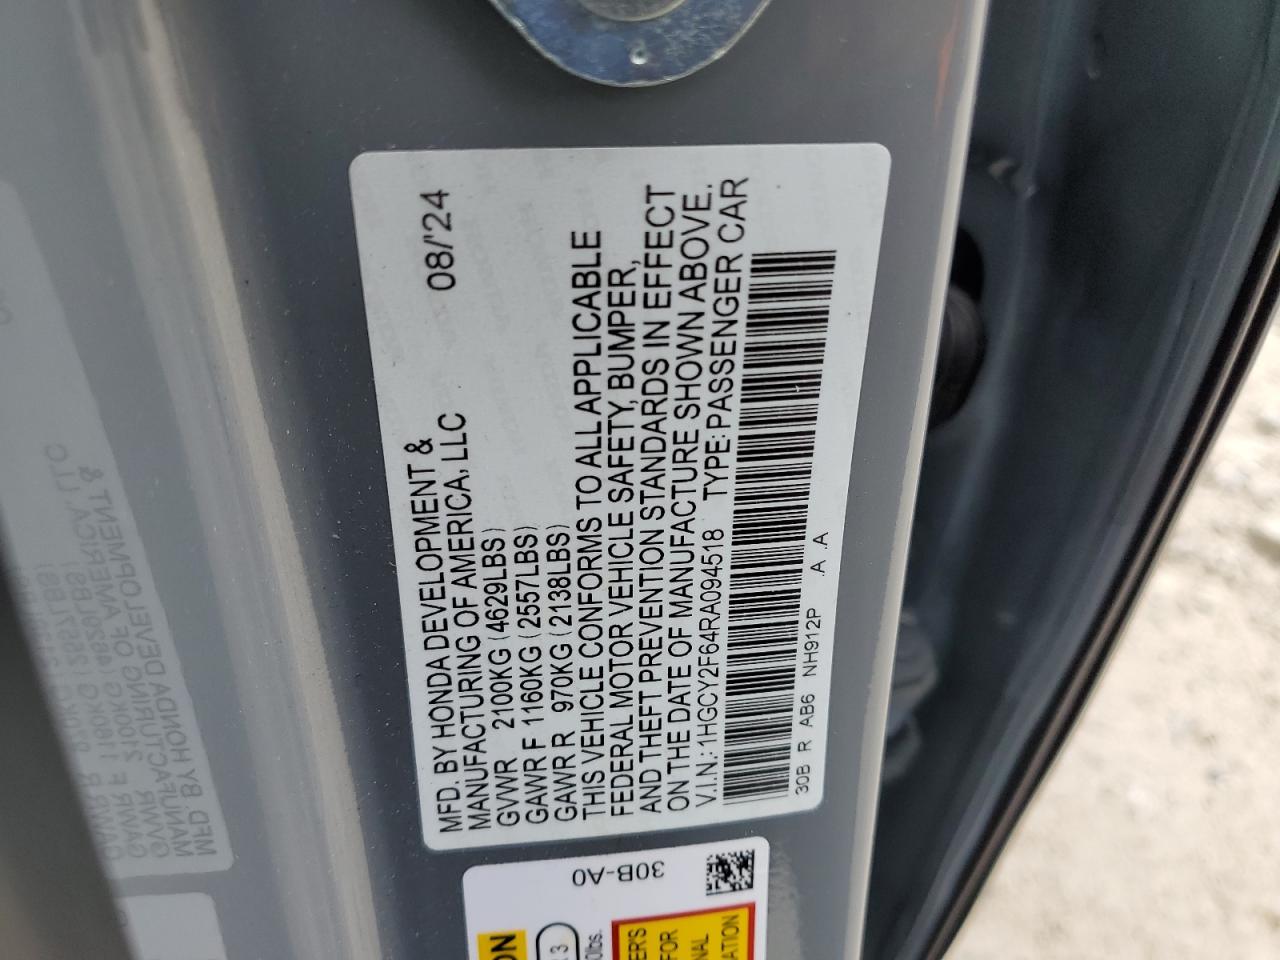 MFD. BY HONDA DEVELOPMENT & 08/'24
MANUFACTURING OF AMERICA, LLC
GVWR 2100KG (4629LBS)
GAWR F 1160KG (2557LBS)
GAWR R 970KG (2138LBS)
THIS VEHICLE CONFORMS TO ALL APPLICABLE
FEDERAL MOTOR VEHICLE SAFETY, BUMPER,
AND THEFT PREVENTION STANDARDS IN EFFECT
ON THE DATE OF MANUFACTURE SHOWN ABOVE.
V.I.N.: 1HGCY2F64RA094518 TYPE: PASSENGER CAR
30B R AB6 NH912P .A .A
30B-A0